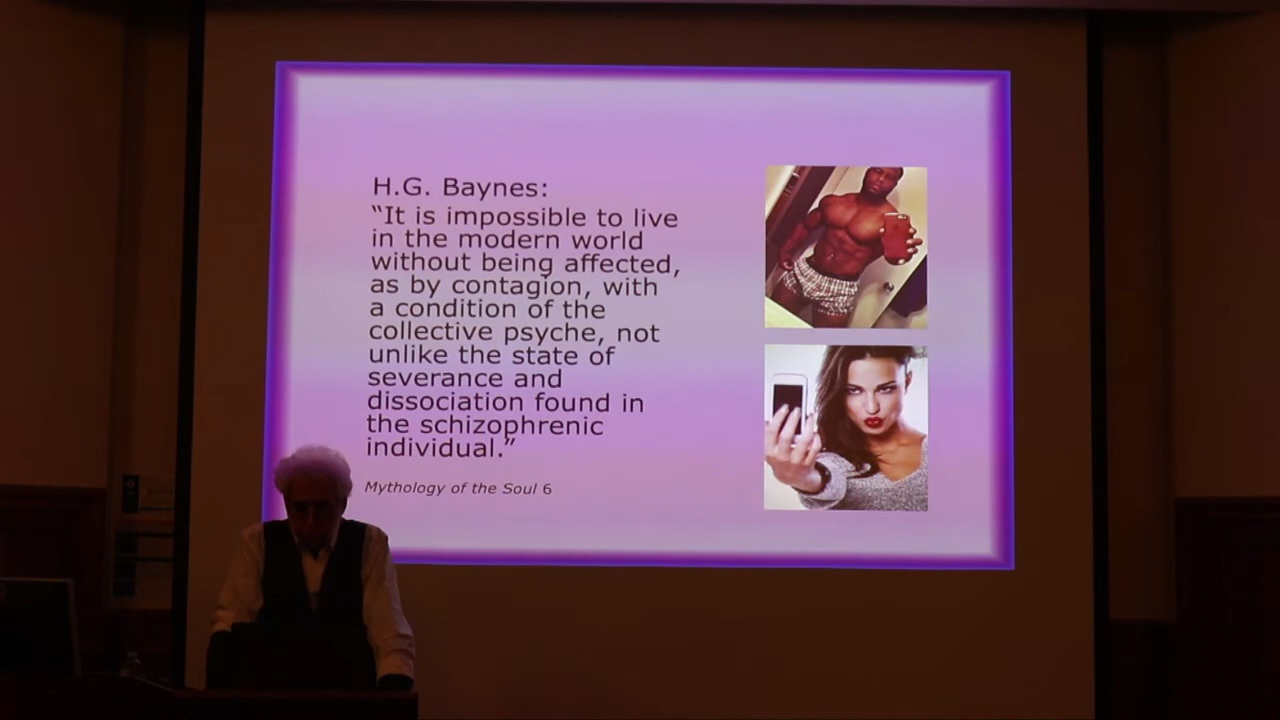 H.G. Baynes:
“It is impossible to live
in the modern world
without being affected,
as by contagion, with
a condition of the
collective psyche, not
unlike the state of
severance and
dissociation found in
the schizophrenic
individual.”
Mythology of the Soul 6